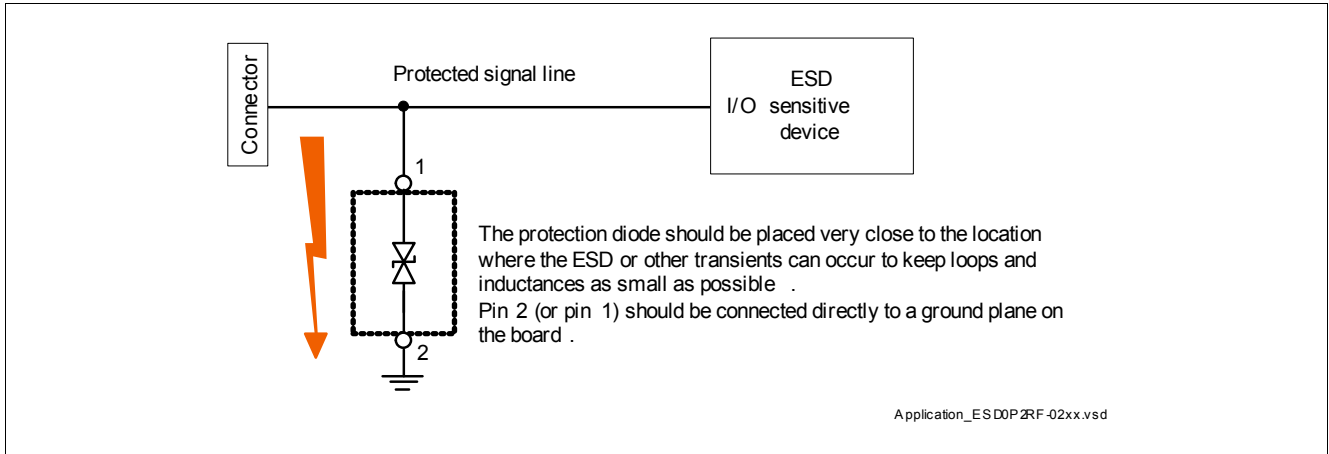 Connector
Protected signal line
ESD
I/O sensitive
device
1
The protection diode should be placed very close to the location
where the ESD or other transients can occur to keep loops and
inductances as small as possible .
Pin 2 (or pin 1) should be connected directly to a ground plane on
the board .
2
Application_ESD0P2RF-02xx.vsd